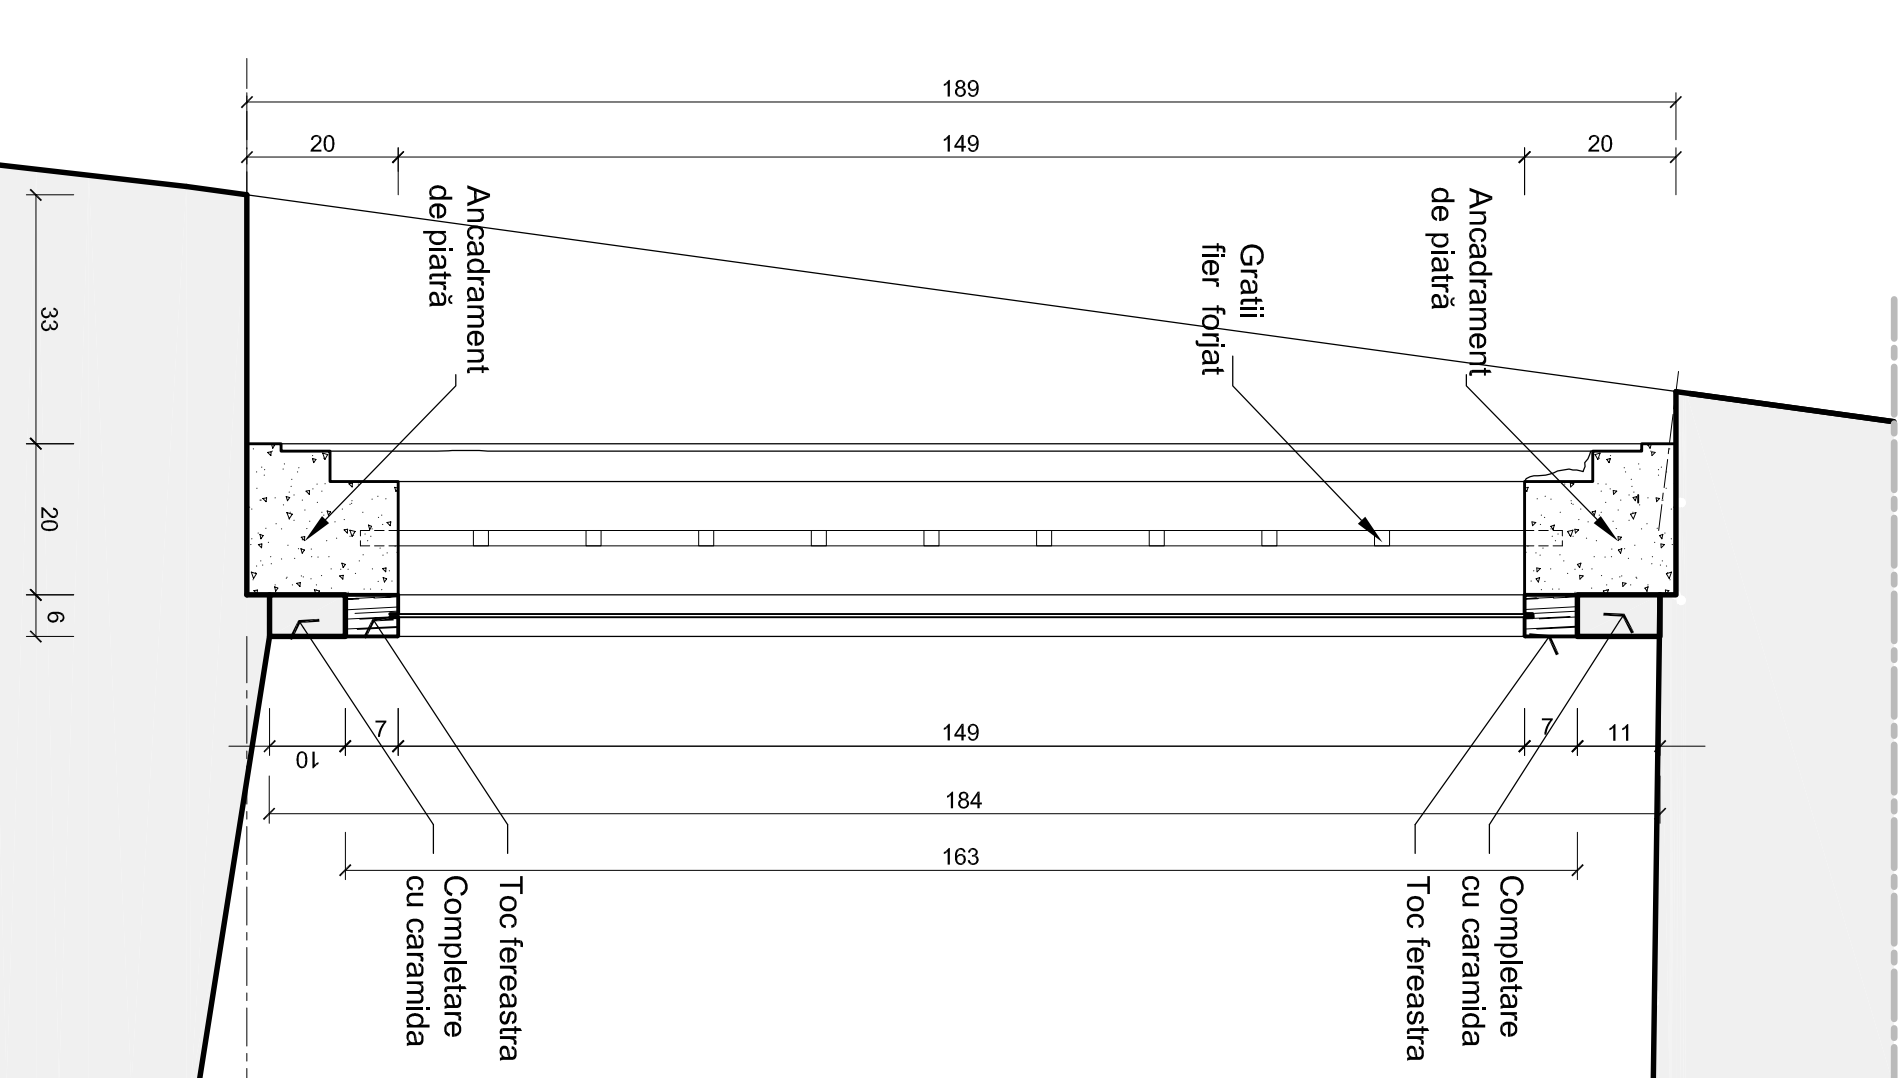 189
20
149
20
Ancadrament
de piatră
Gratii
fier forjat
Ancadrament
de piatră
33
20
6
10
7
149
7
11
184
163
Completare
cu caramida
Toc fereastra
Toc fereastra
Completare
cu caramida